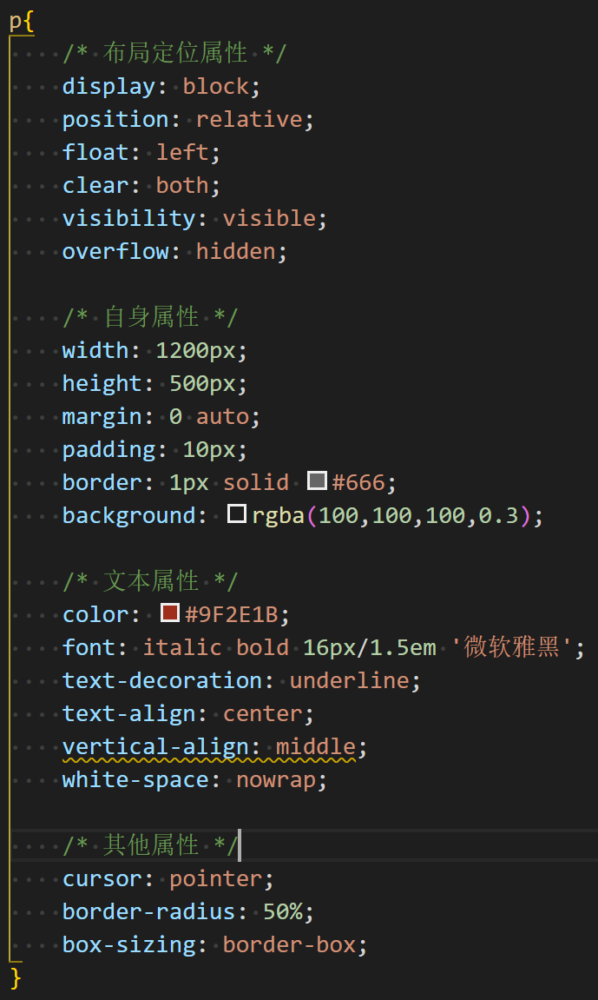 p{
/* 布局定位属性 */
display: block;
position: relative;
float: left;
clear: both;
visibility: visible;
overflow: hidden;
/* 自身属性 */
width: 1200px;
height: 500px;
margin: 0 auto;
padding: 10px;
border: 1px solid #666;
background: rgba(100,100,100,0.3);
/* 文本属性 */
color: #9F2E1B;
font: italic bold 16px/1.5em '微软雅黑';
text-decoration: underline;
text-align: center;
vertical-align: middle;
white-space: nowrap;
/* 其他属性 */
cursor: pointer;
border-radius: 50%;
box-sizing: border-box;
}